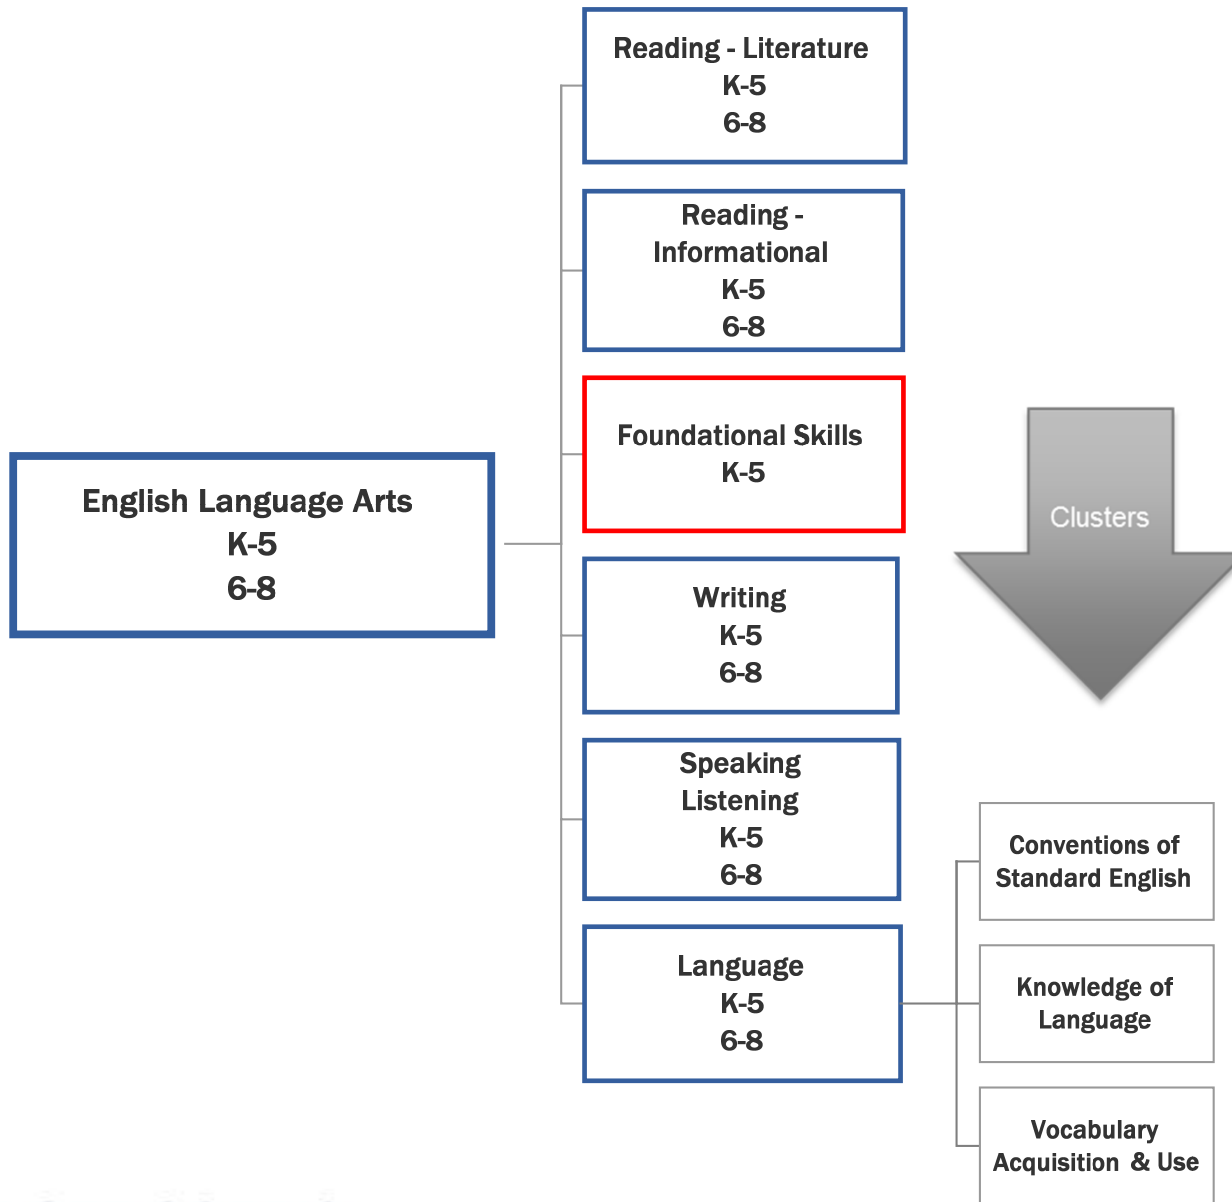 Reading - Literature
K-5
6-8
Reading -
Informational
K-5
6-8
Foundational Skills
K-5
English Language Arts
K-5
6-8
Clusters
Writing
K-5
6-8
Speaking
Listening
K-5
6-8
Language
K-5
6-8
Conventions of
Standard English
Knowledge of
Language
Vocabulary
Acquisition & Use